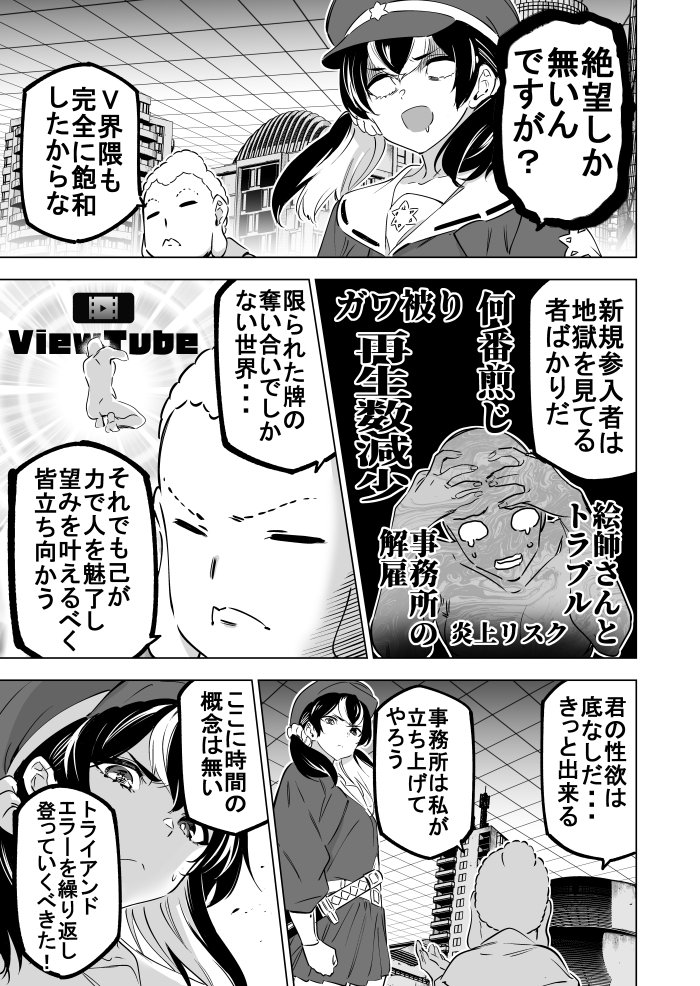 絶望しか
無いん
ですが？
Ｖ界隈も
完全に飽和
したからな
新規参入者は
地獄を見てる
者ばかりだ
何番煎じ
ガワ被り
再生数減少
絵師さんと
トラブル
事務所の
解雇
炎上リスク
限られた牌の
奪い合いでしか
ない世界・・・
ViewTube
それでも己が
力で人を魅了し
望みを叶えるべく
皆立ち向かう
君の性欲は
底なしだ・・・
きっと出来る
事務所は私が
立ち上げて
やろう
ここに時間の
概念は無い
トライアンド
エラーを繰り返し
登っていくべきた！